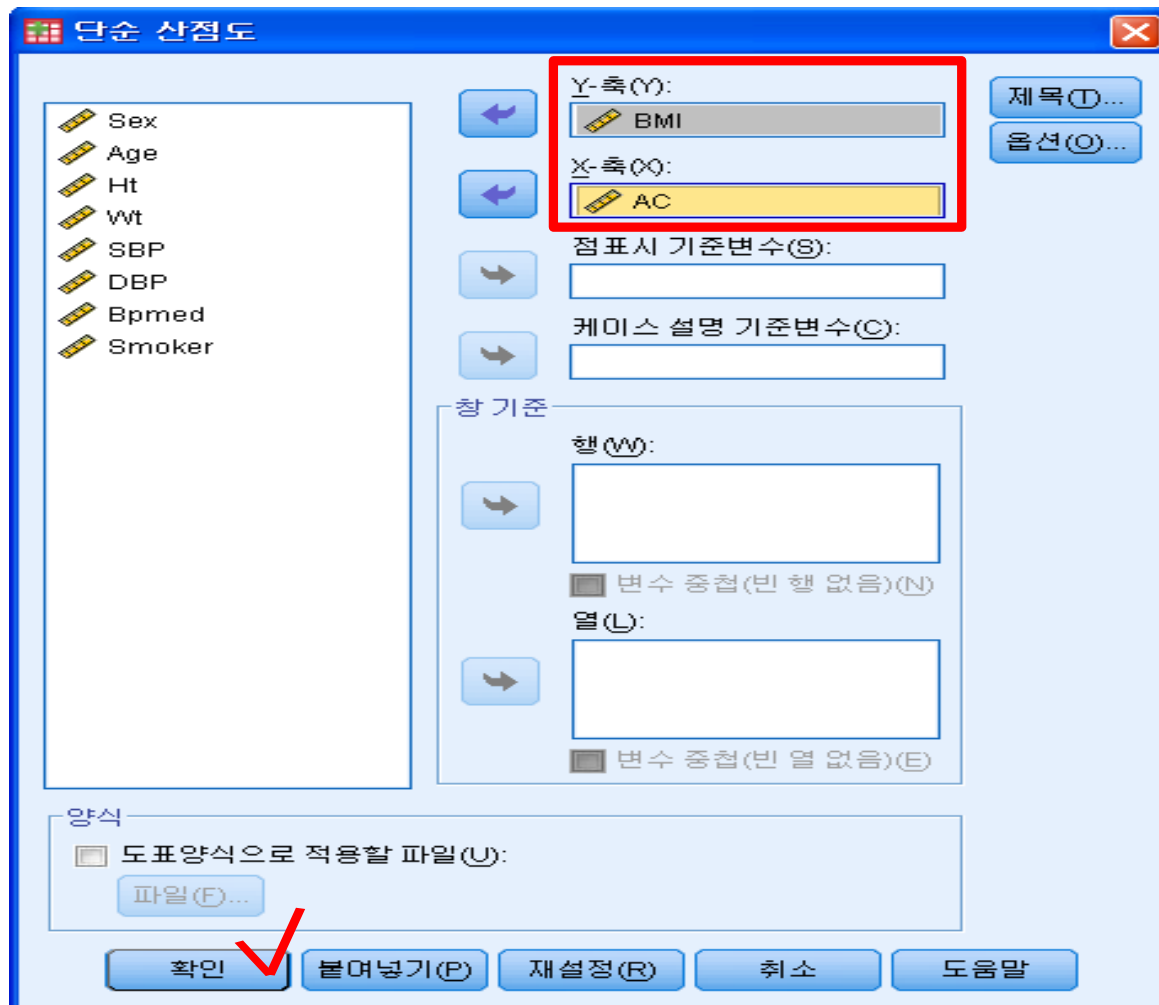 단순 산점도
Sex
Age
Ht
Wt
SBP
DBP
Bpmed
Smoker
Y-축(Y):
BMI
X-축(X):
AC
점표시 기준변수(S):
케이스 설명 기준변수(C):
제목(T)...
옵션(O)...
창 기준
행(W):
변수 중첩(빈 행 없음)(N)
열(L):
변수 중첩(빈 열 없음)(E)
양식
도표양식으로 적용할 파일(U):
파일(F)...
확인
붙여넣기(P)
재설정(R)
취소
도움말